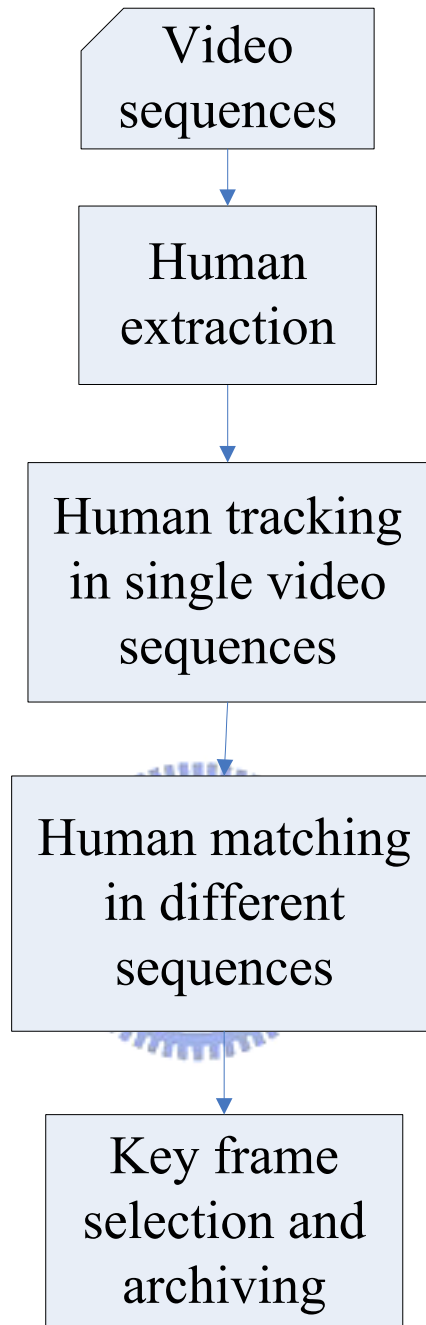 Video
sequences
Human
extraction
Human tracking
in single video
sequences
Human matching
in different
sequences
Key frame
selection and
archiving